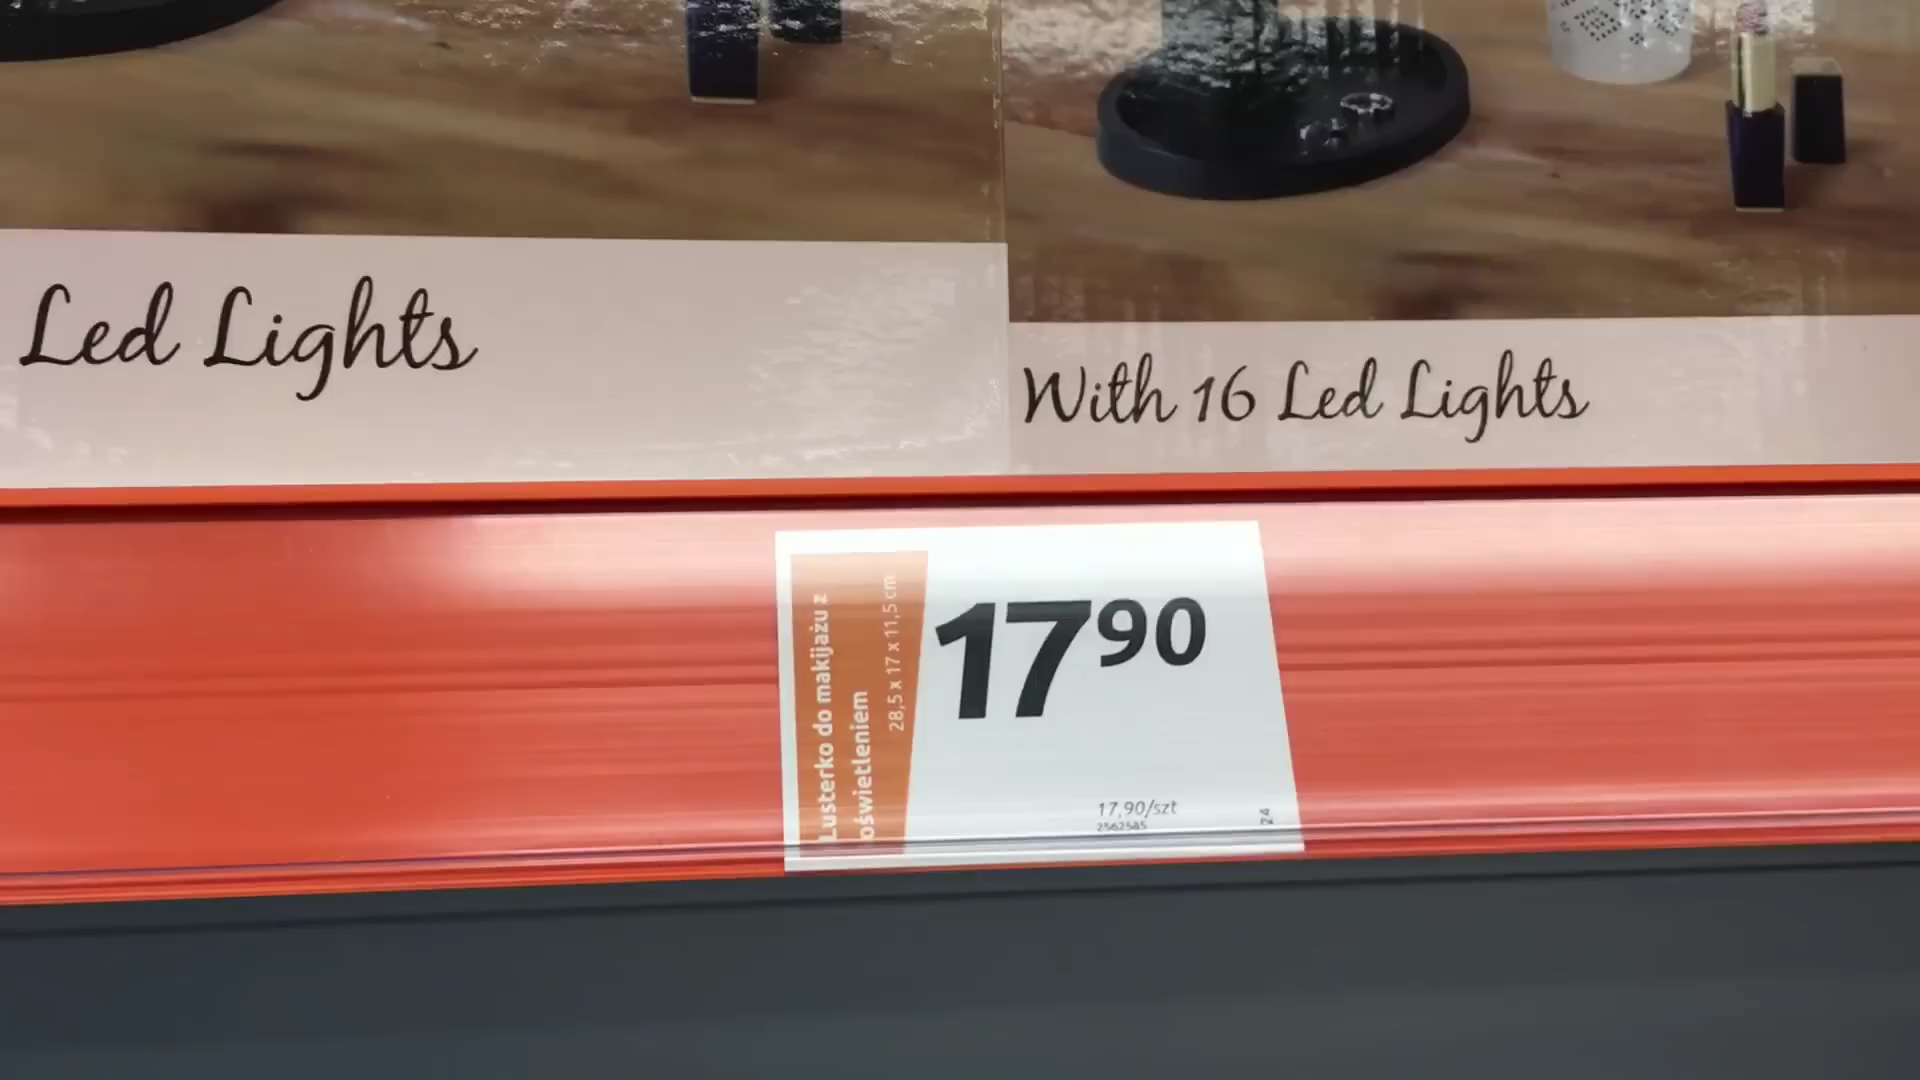 Led Lights
With 16 Led Lights
Lusterko do makijażu z
oświetleniem
28,5 x 17 x 11,5 cm
17 90
17,90/szt
2562585
24